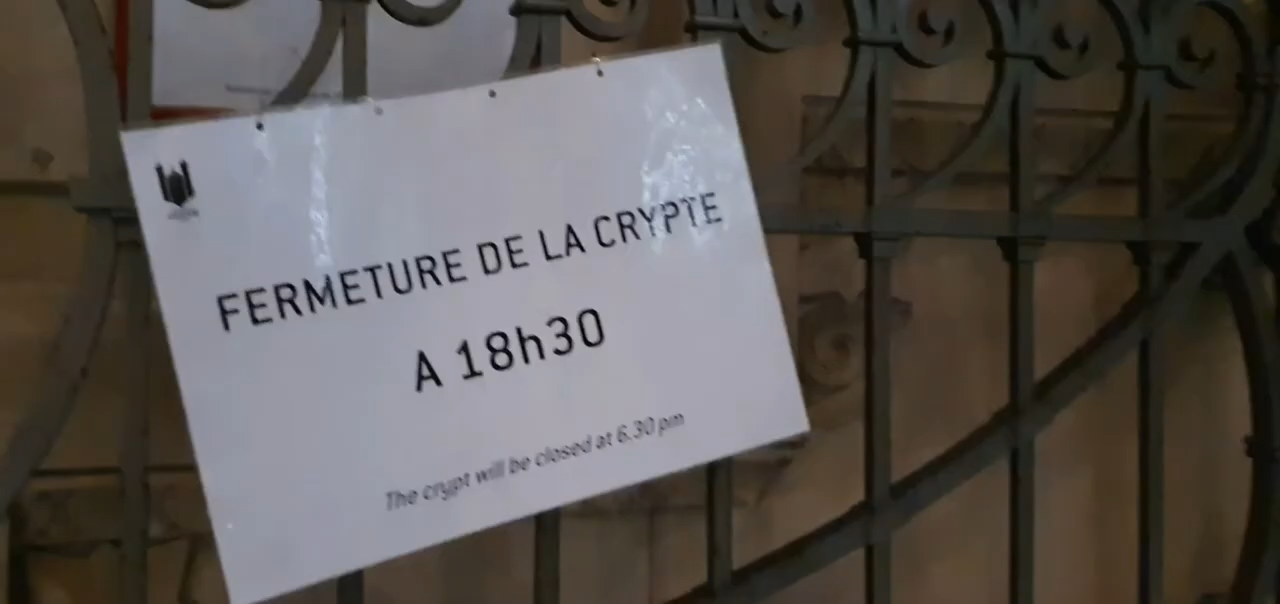 FERMETURE DE LA CRYPTE
A 18h30
The crypt will be closed at 6.30 pm